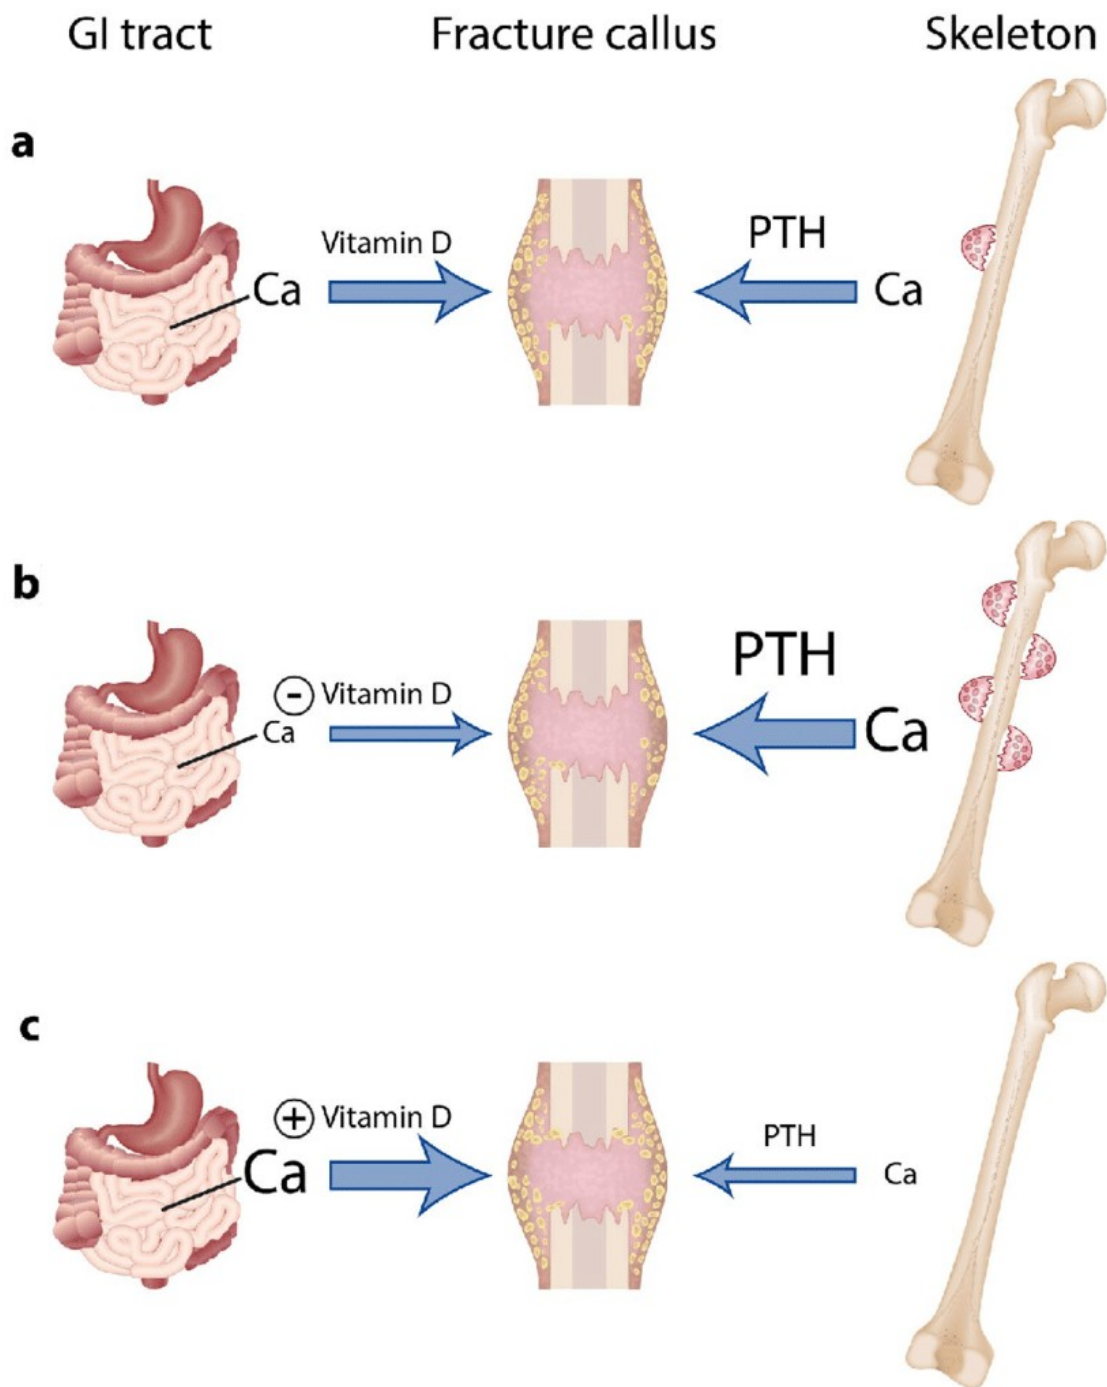 GI tract Fracture callus Skeleton
a
Vitamin D
PTH
Ca
Ca
b
PTH
− Vitamin D
Ca
Ca
c
+ Vitamin D
PTH
Ca
Ca